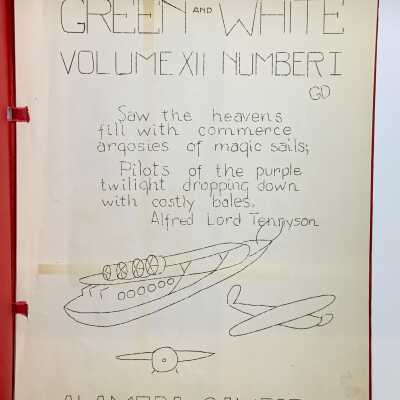 GREEN AND WHITE
VOLUME XII NUMBER I
GD
Saw the heavens
fill with commerce
argosies of magic sails;
Pilots of the purple
twilight dropping down
with costly bales.
Alfred Lord Tennyson